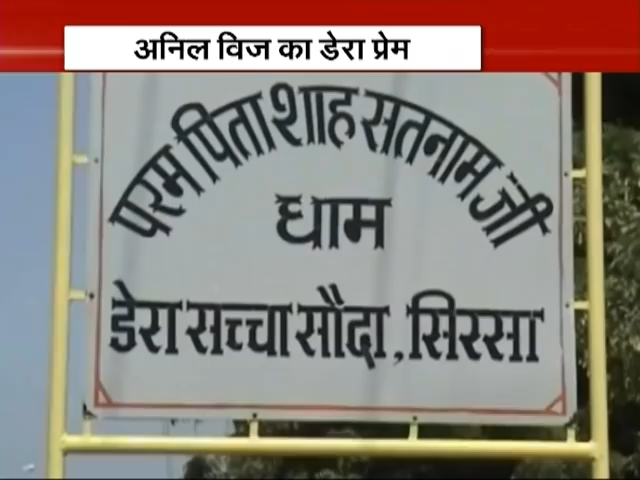 अनिल विज का डेरा प्रेम
परम पिता शाह सतनाम जी
धाम
डेरा सच्चा सौदा, सिरसा